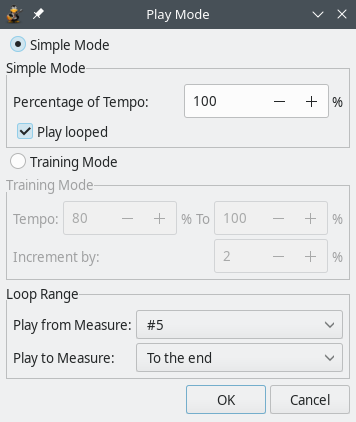 Play Mode
Simple Mode
Simple Mode
Percentage of Tempo: 100 %
Play looped
Training Mode
Training Mode
Tempo: 80 % To 100 %
Increment by: 2 %
Loop Range
Play from Measure: #5
Play to Measure: To the end
OK Cancel